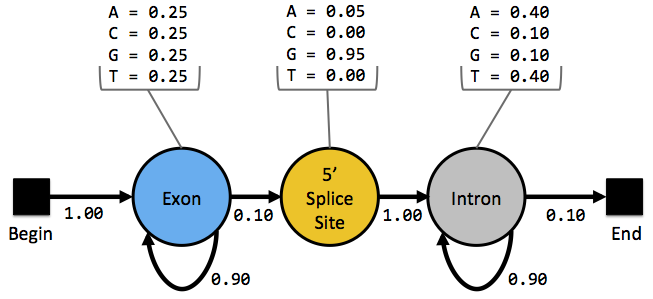 A = 0.25
C = 0.25
G = 0.25
T = 0.25
A = 0.05
C = 0.00
G = 0.95
T = 0.00
A = 0.40
C = 0.10
G = 0.10
T = 0.40
Begin
1.00
Exon
0.90
0.10
5’
Splice
Site
1.00
Intron
0.90
0.10
End